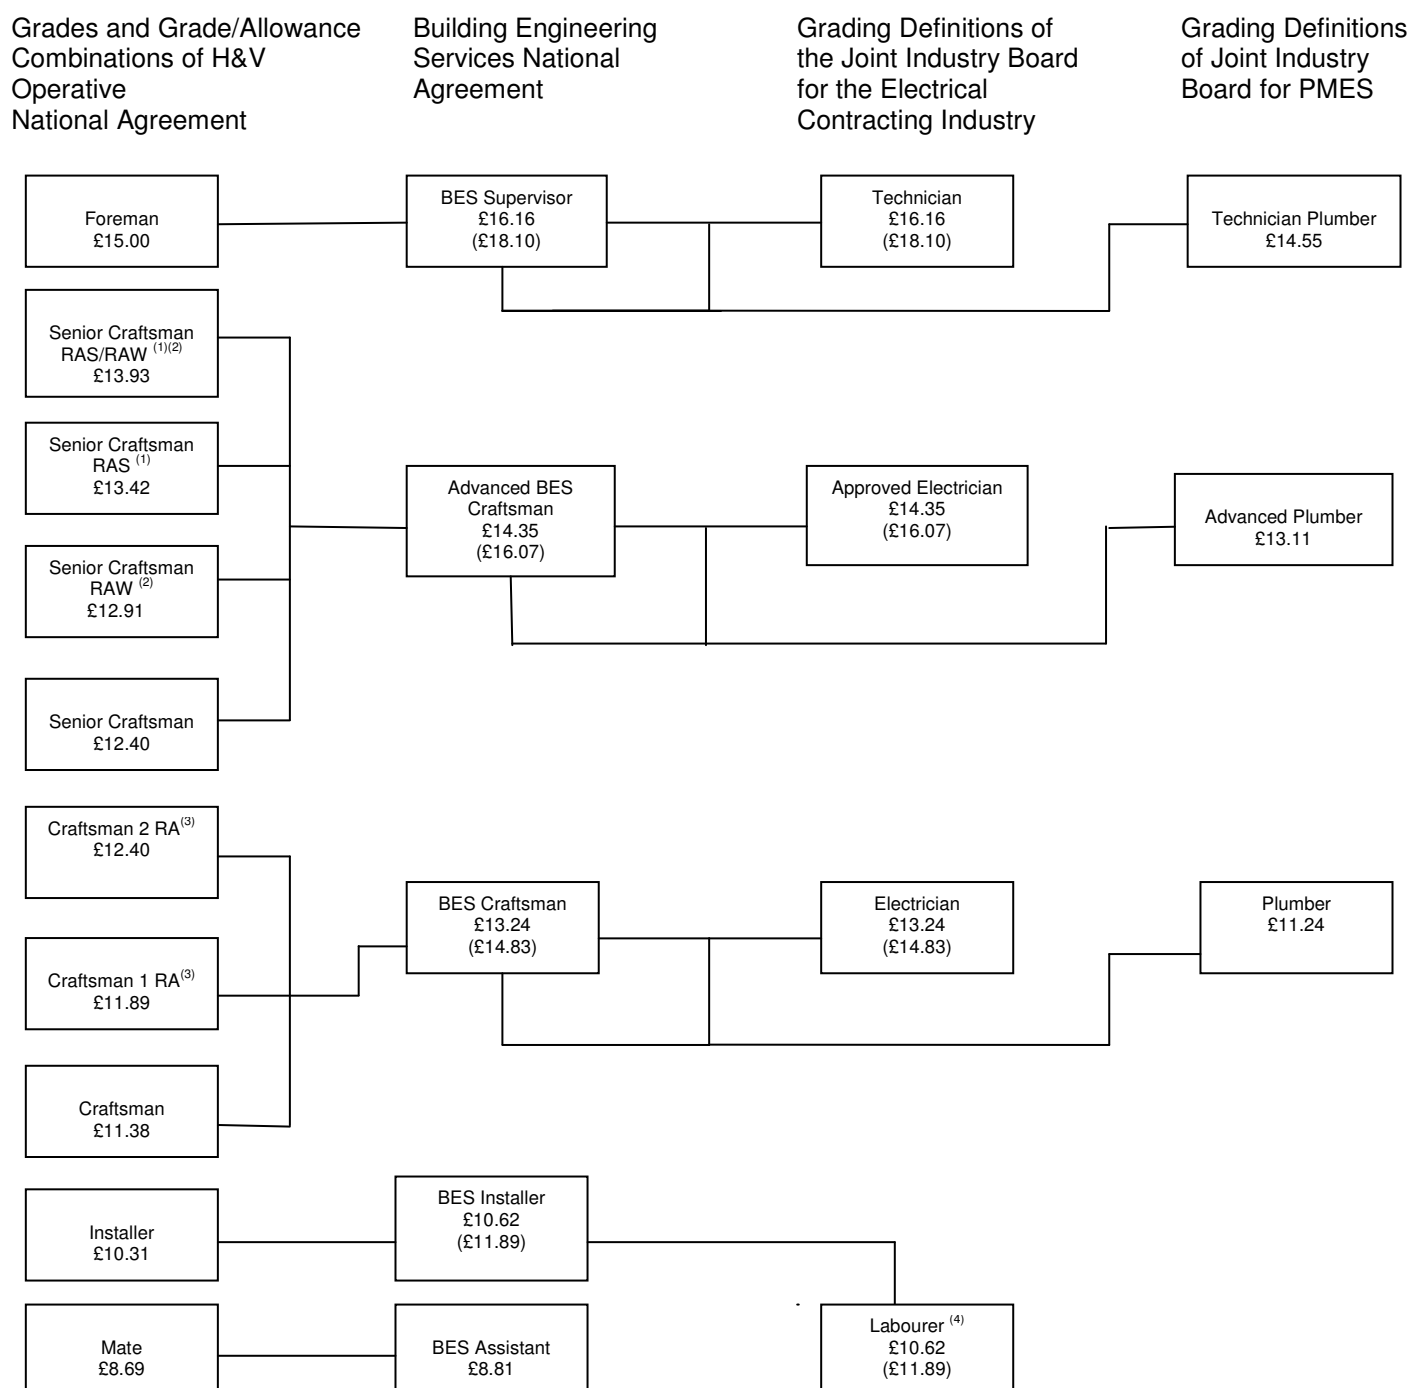 Grades and Grade/Allowance
Combinations of H&V
Operative
National Agreement
Building Engineering
Services National
Agreement
Grading Definitions of
the Joint Industry Board
for the Electrical
Contracting Industry
Grading Definitions
of Joint Industry
Board for PMES
Foreman
£15.00
BES Supervisor
£16.16
(£18.10)
Technician
£16.16
(£18.10)
Technician Plumber
£14.55
Senior Craftsman
RAS/RAW (1)(2)
£13.93
Senior Craftsman
RAS (1)
£13.42
Senior Craftsman
RAW (2)
£12.91
Senior Craftsman
£12.40
Advanced BES
Craftsman
£14.35
(£16.07)
Approved Electrician
£14.35
(£16.07)
Advanced Plumber
£13.11
Craftsman 2 RA(3)
£12.40
Craftsman 1 RA(3)
£11.89
Craftsman
£11.38
BES Craftsman
£13.24
(£14.83)
Electrician
£13.24
(£14.83)
Plumber
£11.24
Installer
£10.31
BES Installer
£10.62
(£11.89)
Mate
£8.69
BES Assistant
£8.81
Labourer (4)
£10.62
(£11.89)